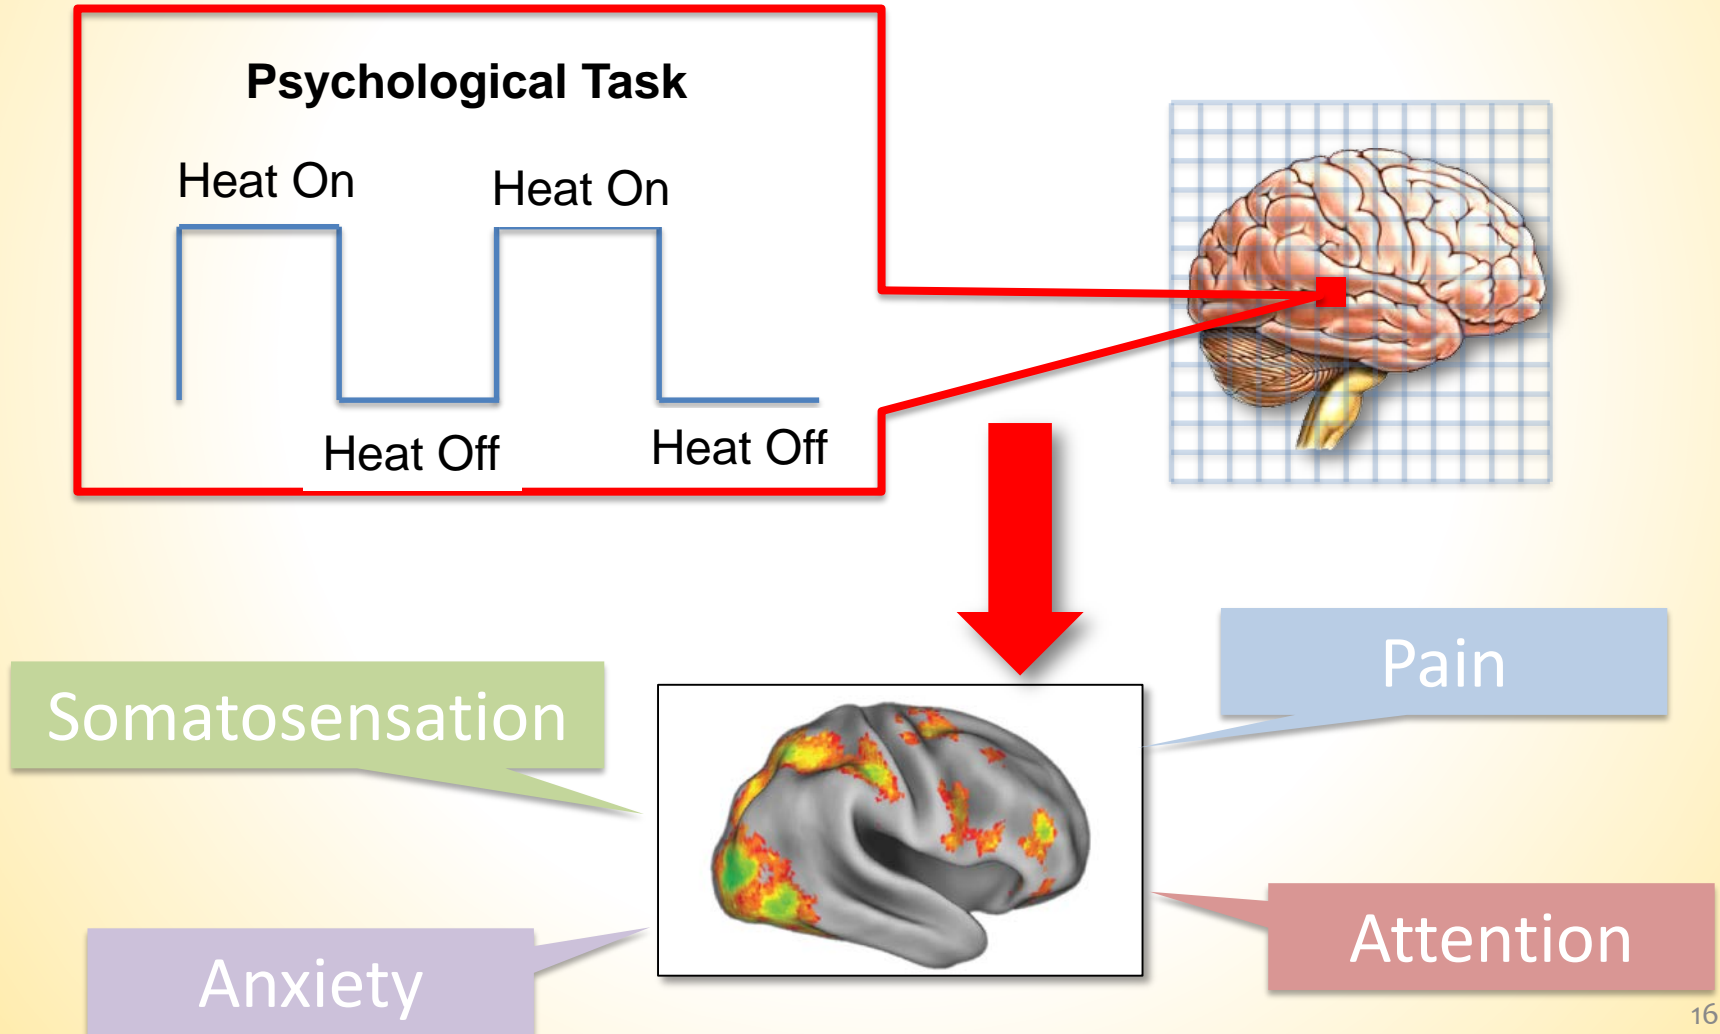 Psychological Task
Heat On
Heat On
Heat Off
Heat Off
Pain
Somatosensation
Attention
Anxiety
16